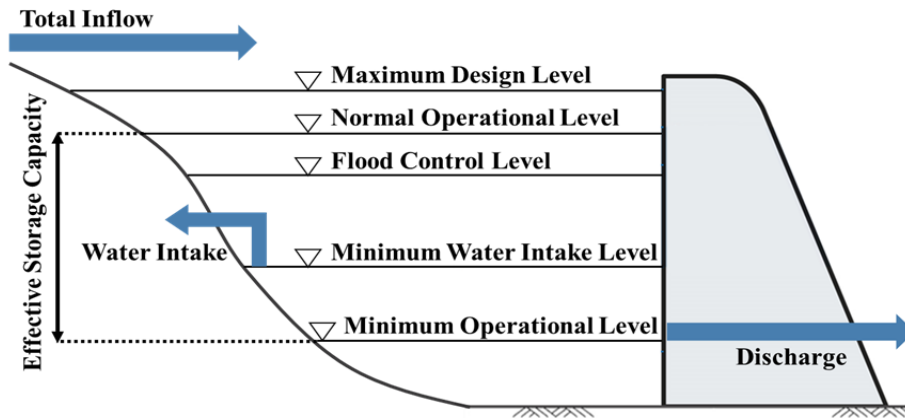 Total Inflow
Maximum Design Level
Normal Operational Level
Flood Control Level
Effective Storage Capacity
Water Intake
Minimum Water Intake Level
Minimum Operational Level
Discharge